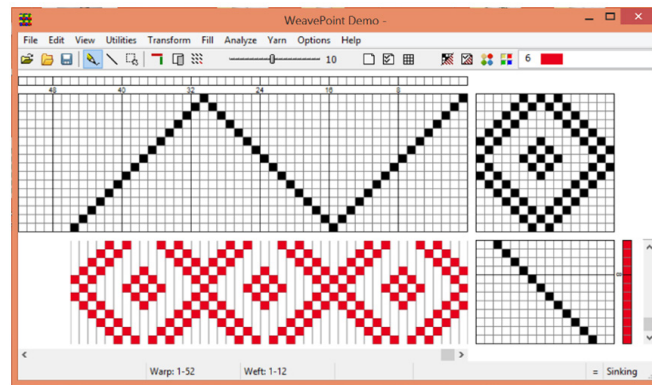 WeavePoint Demo -
File Edit View Utilities Transform Fill Analyze Yarn Options Help
10 6
48 40 32 24 16 8
Warp: 1-52 Weft: 1-12 = Sinking